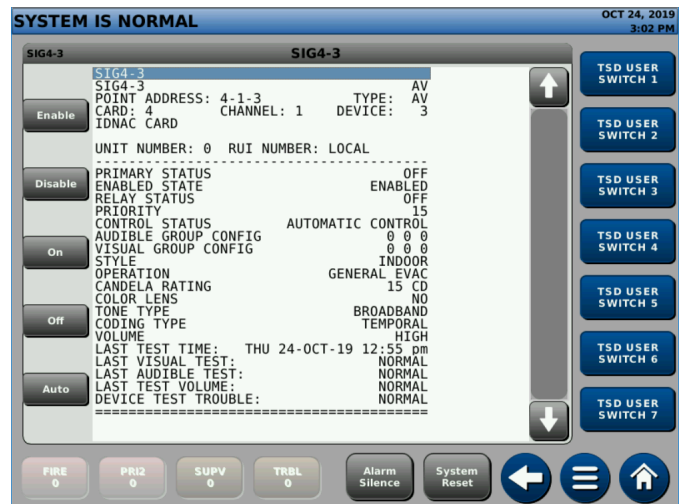 SYSTEM IS NORMAL
OCT 24, 2019
3:02 PM
SIG4-3
SIG4-3
SIG4-3
SIG4-3 AV
POINT ADDRESS: 4-1-3 TYPE: AV
CARD: 4 CHANNEL: 1 DEVICE: 3
IDNAC CARD
UNIT NUMBER: 0 RUI NUMBER: LOCAL
----------------------------------------
PRIMARY STATUS OFF
ENABLED STATE ENABLED
RELAY STATUS OFF
PRIORITY 15
CONTROL STATUS AUTOMATIC CONTROL
AUDIBLE GROUP CONFIG 0 0 0
VISUAL GROUP CONFIG 0 0 0
STYLE INDOOR
OPERATION GENERAL EVAC
CANDELA RATING 15 CD
COLOR LENS NO
TONE TYPE BROADBAND
CODING TYPE TEMPORAL
VOLUME HIGH
LAST TEST TIME: THU 24-OCT-19 12:55 pm
LAST VISUAL TEST: NORMAL
LAST AUDIBLE TEST: NORMAL
LAST TEST VOLUME: NORMAL
DEVICE TEST TROUBLE: NORMAL
========================================
Enable
Disable
On
Off
Auto
TSD USER
SWITCH 1
TSD USER
SWITCH 2
TSD USER
SWITCH 3
TSD USER
SWITCH 4
TSD USER
SWITCH 5
TSD USER
SWITCH 6
TSD USER
SWITCH 7
FIRE
0
PRI2
0
SUPV
0
TRBL
0
Alarm
Silence
System
Reset